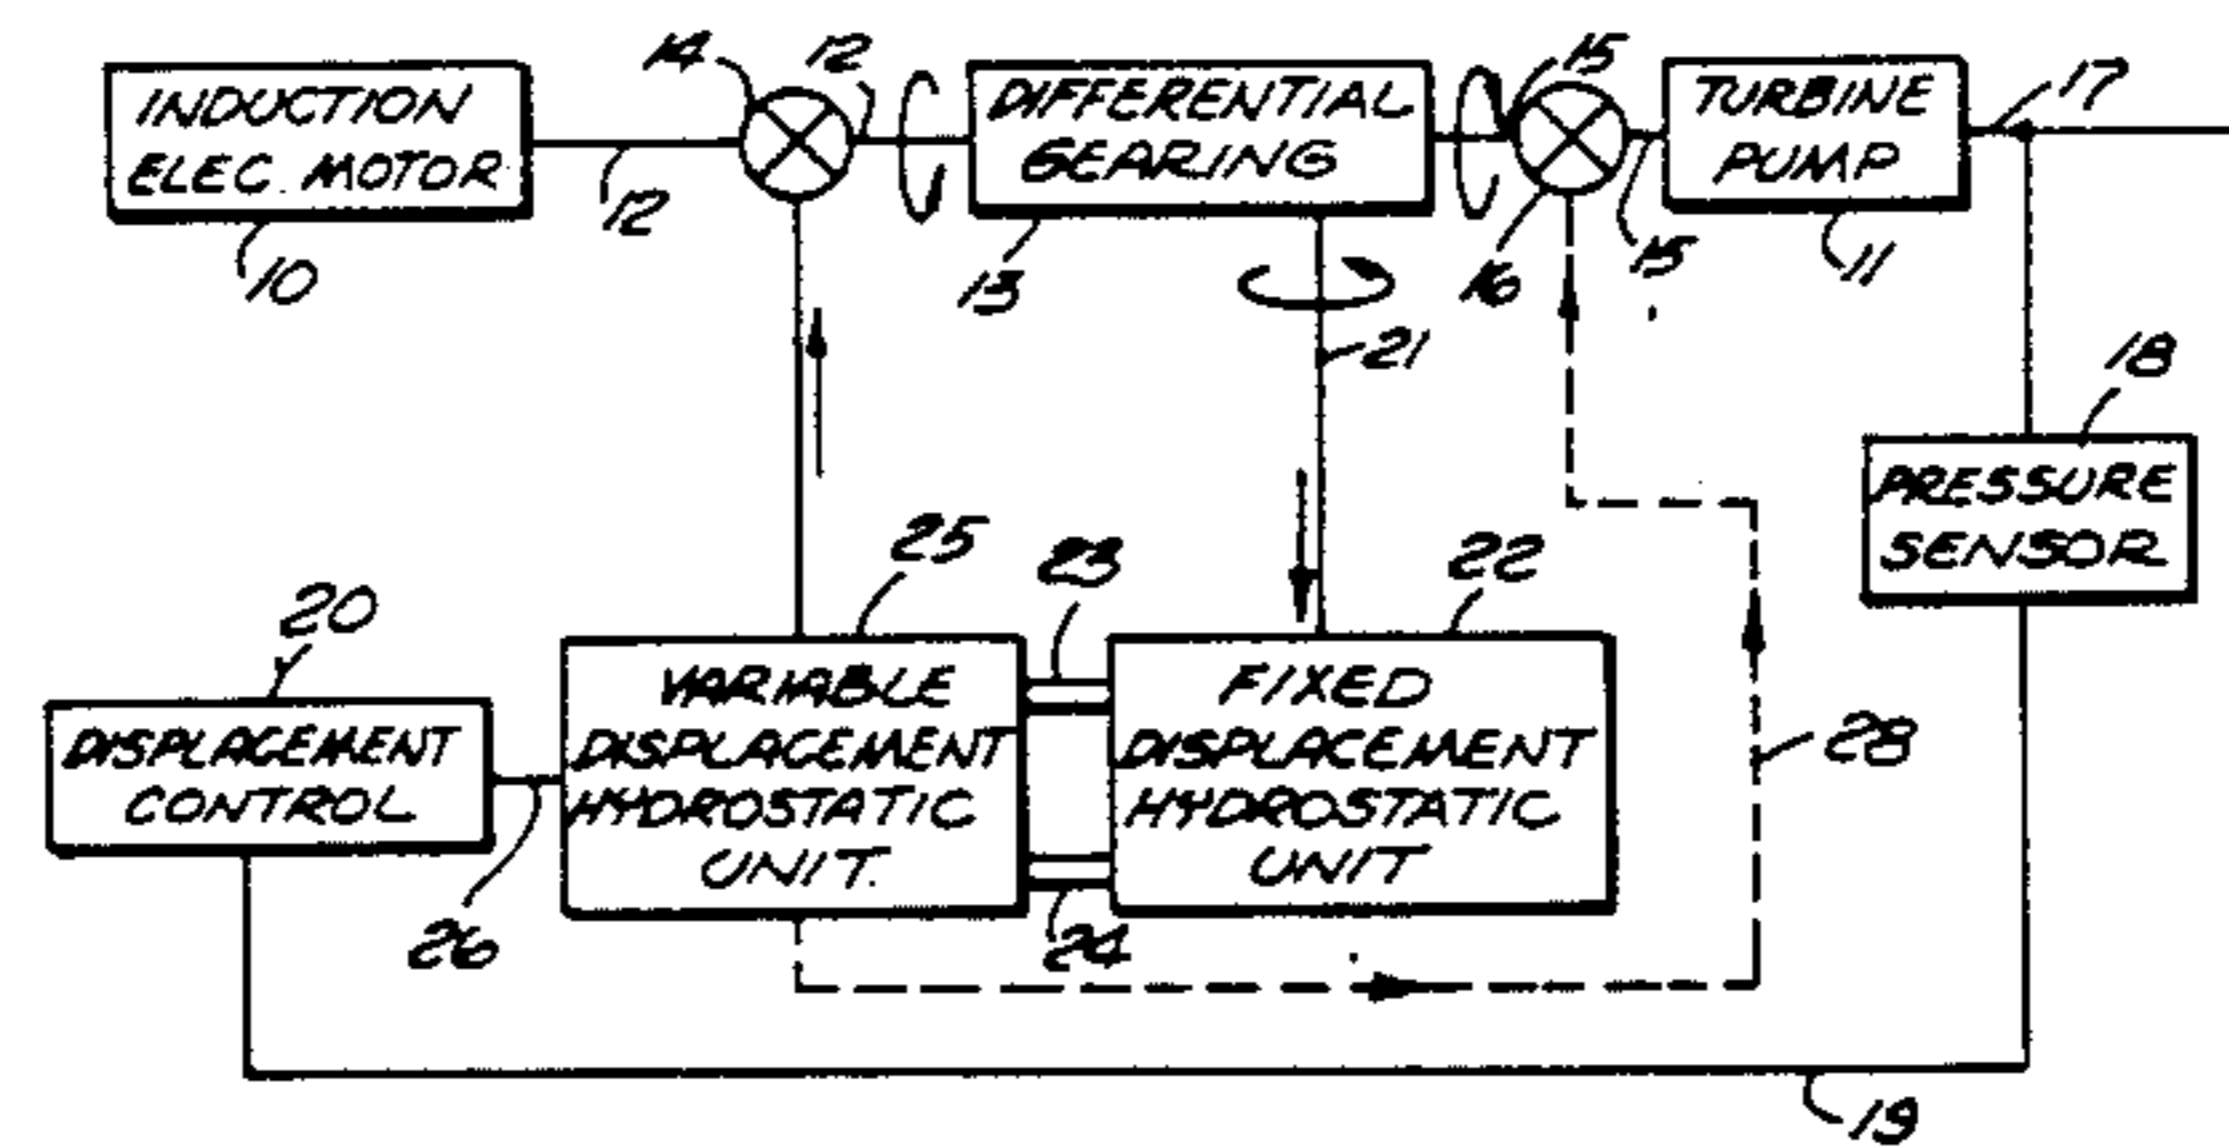 14
12
15
17
INDUCTION
ELEC. MOTOR
DIFFERENTIAL
GEARING
TURBINE
PUMP
10
12
13
16
15
11
21
18
PRESSURE
SENSOR
25
23
22
20
VARIABLE
DISPLACEMENT
HYDROSTATIC
UNIT.
FIXED
DISPLACEMENT
HYDROSTATIC
UNIT
DISPLACEMENT
CONTROL
28
26
24
19